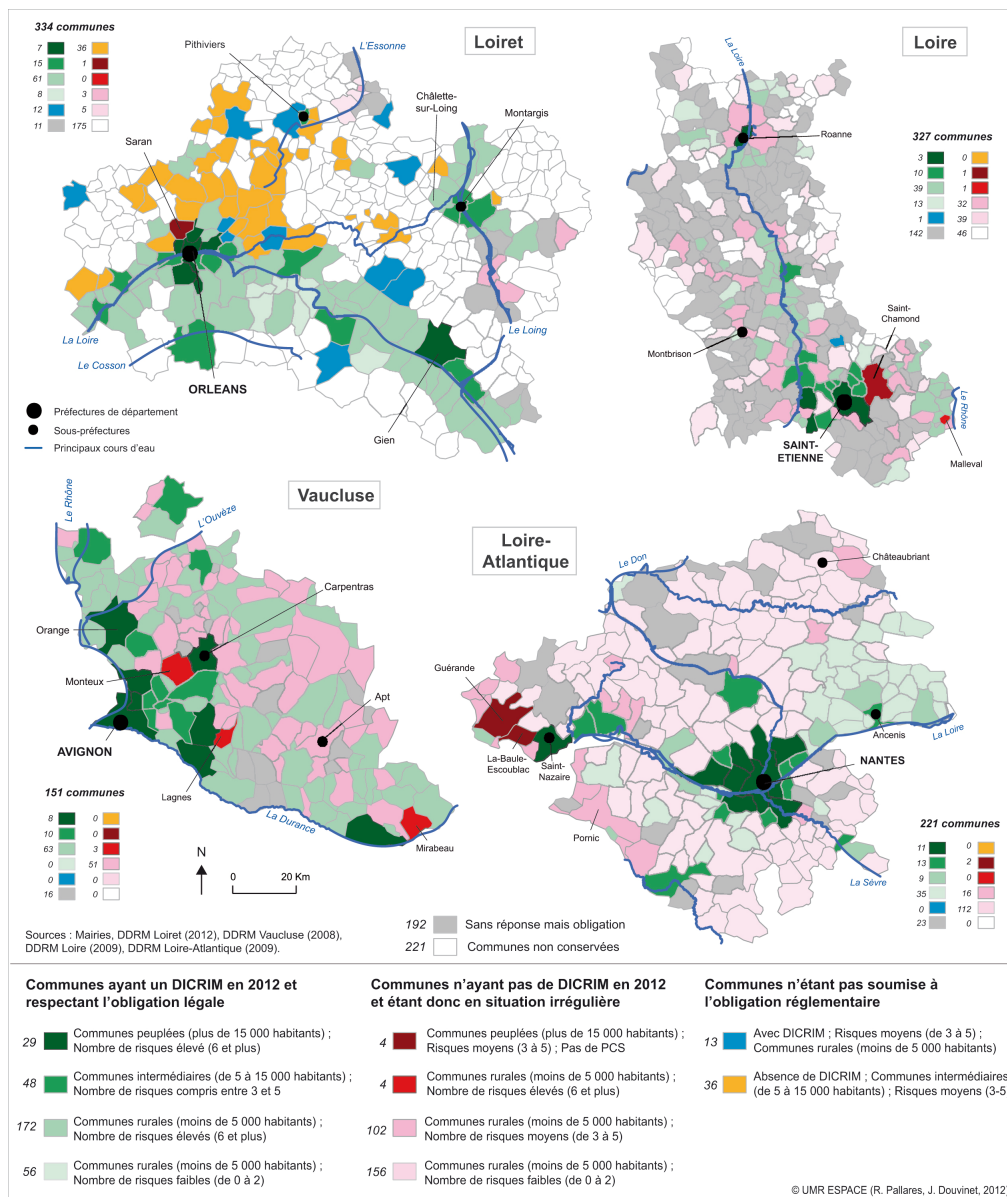 334 communes
7 36
15 1
61 0
8 3
12 5
11 175
Pithiviers
L'Essonne
Loiret
Châlette-
sur-Loing
Montargis
Saran
La Loire
Le Cosson
ORLEANS
Gien
Le Loing
Préfectures de département
Sous-préfectures
Principaux cours d'eau
Loire
La Loire
Roanne
327 communes
3 0
10 1
39 1
13 32
1 39
142 46
Saint-
Chamond
Montbrison
Le Rhône
SAINT-
ETIENNE
Malleval
Vaucluse
Le Rhône
L'Ouvèze
Carpentras
Orange
Monteux
Apt
AVIGNON
Lagnes
La Durance
Mirabeau
151 communes
8 0
10 0
63 3
0 51
0 0
16 0
N
0 20 Km
Loire-
Atlantique
Le Don
Châteaubriant
Guérande
La-Baule-
Escoublac
Saint-
Nazaire
Ancenis
La Loire
NANTES
Pornic
La Sévre
221 communes
11 0
13 2
9 0
35 16
0 112
23 0
Sources : Mairies, DDRM Loiret (2012), DDRM Vaucluse (2008),
DDRM Loire (2009), DDRM Loire-Atlantique (2009).
192 Sans réponse mais obligation
221 Communes non conservées
Communes ayant un DICRIM en 2012 et
respectant l'obligation légale
29 Communes peuplées (plus de 15 000 habitants) ;
Nombre de risques élevé (6 et plus)
48 Communes intermédiaires (de 5 à 15 000 habitants) ;
Nombre de risques compris entre 3 et 5
172 Communes rurales (moins de 5 000 habitants) ;
Nombre de risques élevés (6 et plus)
56 Communes rurales (moins de 5 000 habitants) ;
Nombre de risques faibles (de 0 à 2)
Communes n'ayant pas de DICRIM en 2012
et étant donc en situation irrégulière
4 Communes peuplées (plus de 15 000 habitants) ;
Risques moyens (3 à 5) ; Pas de PCS
4 Communes rurales (moins de 5 000 habitants) ;
Nombre de risques élevés (6 et plus)
102 Communes rurales (moins de 5 000 habitants) ;
Nombre de risques moyens (de 3 à 5)
156 Communes rurales (moins de 5 000 habitants) ;
Nombre de risques faibles (de 0 à 2)
Communes n'étant pas soumise à
l'obligation réglementaire
13 Avec DICRIM ; Risques moyens (de 3 à 5) ;
Communes rurales (moins de 5 000 habitants)
36 Absence de DICRIM ; Communes intermédiaires
(de 5 à 15 000 habitants) ; Risques moyens (3-5
© UMR ESPACE (R. Pallares, J. Douvinet, 2012)